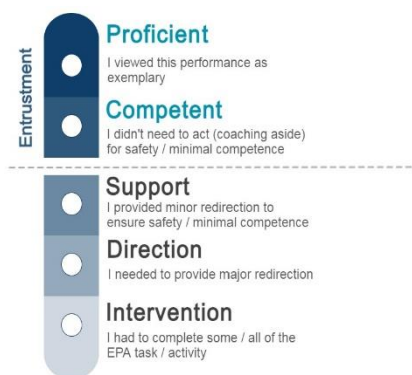 Entrustment
Proficient
I viewed this performance as
exemplary
Competent
I didn't need to act (coaching aside)
for safety / minimal competence
Support
I provided minor redirection to
ensure safety / minimal competence
Direction
I needed to provide major redirection
Intervention
I had to complete some / all of the
EPA task / activity